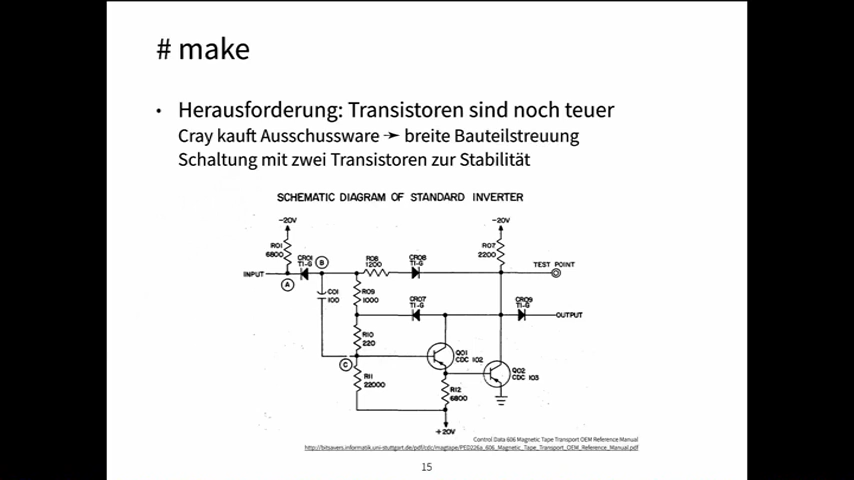 # make
• Herausforderung: Transistoren sind noch teuer
Cray kauft Ausschussware → breite Bauteilstreuung
Schaltung mit zwei Transistoren zur Stabilität
SCHEMATIC DIAGRAM OF STANDARD INVERTER
-20V
-20V
R01
6800
CR01
T1-G
B
R08
1200
CR08
T1-G
R07
2200
TEST POINT
INPUT
A
C01
100
R09
1000
CR07
T1-G
CR09
T1-G
OUTPUT
R10
220
Q01
CDC 102
C
R11
22000
Q02
CDC 103
R12
6800
+20V
Control Data 606 Magnetic Tape Transport OEM Reference Manual
http://bitsavers.informatik.uni-stuttgart.de/pdf/cdc/magtape/PED226a_606_Magnetic_Tape_Transport_OEM_Reference_Manual.pdf
15